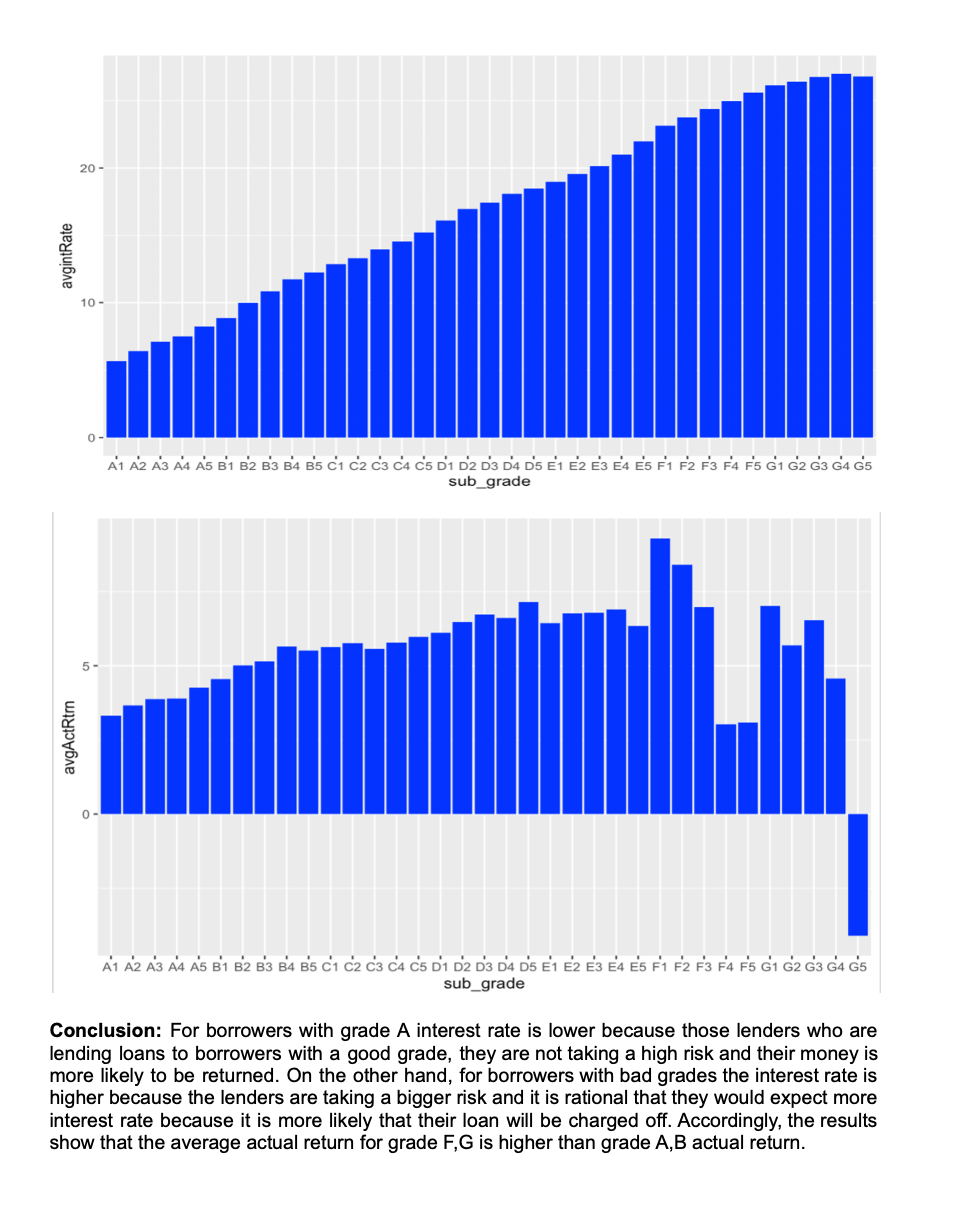 20
10
0
avgintRate
A1 A2 A3 A4 A5 B1 B2 B3 B4 B5 C1 C2 C3 C4 C5 D1 D2 D3 D4 D5 E1 E2 E3 E4 E5 F1 F2 F3 F4 F5 G1 G2 G3 G4 G5
sub_grade
5
0
avgActRtrn
A1 A2 A3 A4 A5 B1 B2 B3 B4 B5 C1 C2 C3 C4 C5 D1 D2 D3 D4 D5 E1 E2 E3 E4 E5 F1 F2 F3 F4 F5 G1 G2 G3 G4 G5
sub_grade
Conclusion: For borrowers with grade A interest rate is lower because those lenders who are
lending loans to borrowers with a good grade, they are not taking a high risk and their money is
more likely to be returned. On the other hand, for borrowers with bad grades the interest rate is
higher because the lenders are taking a bigger risk and it is rational that they would expect more
interest rate because it is more likely that their loan will be charged off. Accordingly, the results
show that the average actual return for grade F,G is higher than grade A,B actual return.